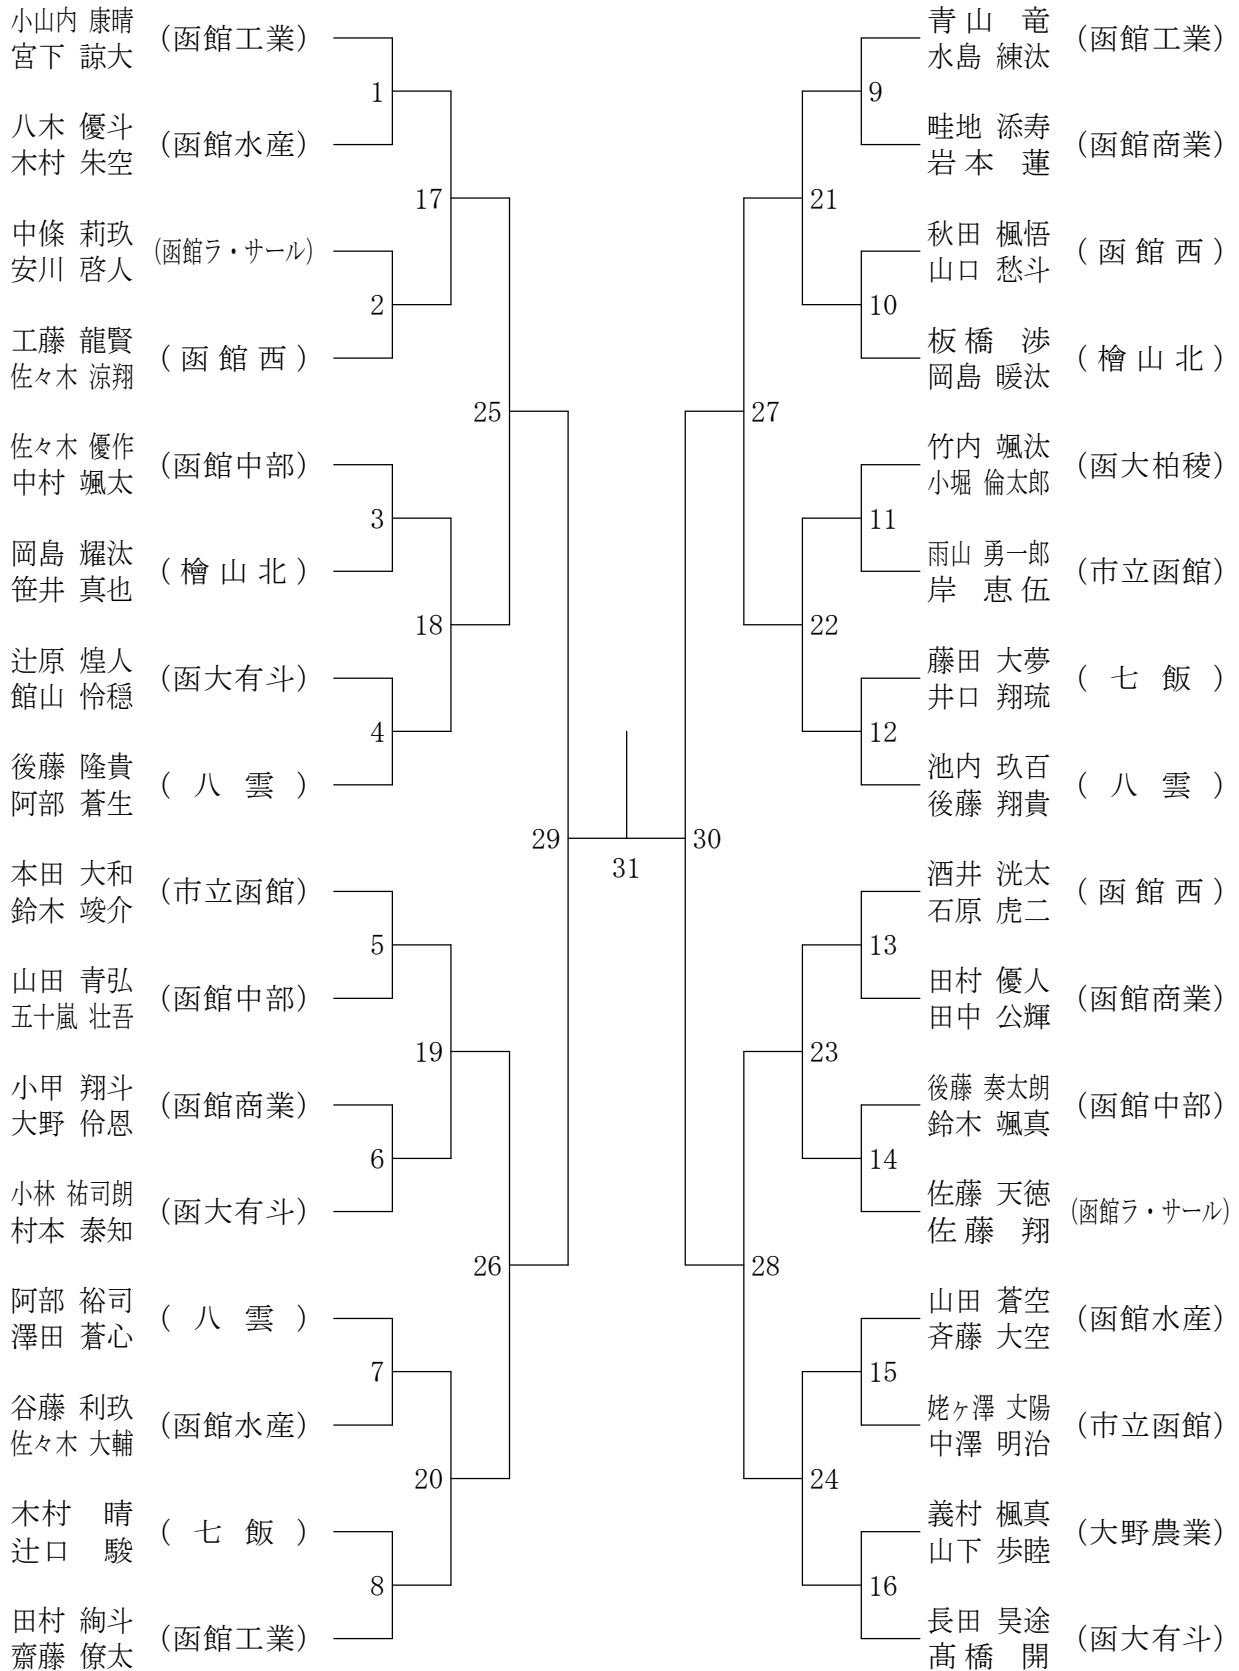 小山内 康晴
宮下 諒大
(函館工業)
1
八木 優斗
木村 朱空
(函館水産)
17
中條 莉玖
安川 啓人
(函館ラ・サール)
2
工藤 龍賢
佐々木 涼翔
(函館西)
25
佐々木 優作
中村 颯太
(函館中部)
3
岡島 耀汰
笹井 真也
(檜山北)
18
辻原 煌人
館山 怜穏
(函大有斗)
4
後藤 隆貴
阿部 蒼生
(八雲)
29
本田 大和
鈴木 竣介
(市立函館)
5
山田 青弘
五十嵐 壮吾
(函館中部)
19
小甲 翔斗
大野 伶恩
(函館商業)
6
小林 祐司朗
村本 泰知
(函大有斗)
26
阿部 裕司
澤田 蒼心
(八雲)
7
谷藤 利玖
佐々木 大輔
(函館水産)
20
木村 晴
辻口 駿
(七飯)
8
田村 絢斗
齋藤 僚太
(函館工業)
31
青山 竜
水島 練汰
(函館工業)
9
畦地 添寿
岩本 蓮
(函館商業)
21
秋田 楓悟
山口 愁斗
(函館西)
10
板橋 渉
岡島 暖汰
(檜山北)
27
竹内 颯汰
小堀 倫太郎
(函大柏稜)
11
雨山 勇一郎
岸 恵伍
(市立函館)
22
藤田 大夢
井口 翔琉
(七飯)
12
池内 玖百
後藤 翔貴
(八雲)
30
酒井 洸太
石原 虎二
(函館西)
13
田村 優人
田中 公輝
(函館商業)
23
後藤 奏太朗
鈴木 颯真
(函館中部)
14
佐藤 天徳
佐藤 翔
(函館ラ・サール)
28
山田 蒼空
斉藤 大空
(函館水産)
15
姥ヶ澤 丈陽
中澤 明治
(市立函館)
24
義村 楓真
山下 歩睦
(大野農業)
16
長田 昊途
髙橋 開
(函大有斗)